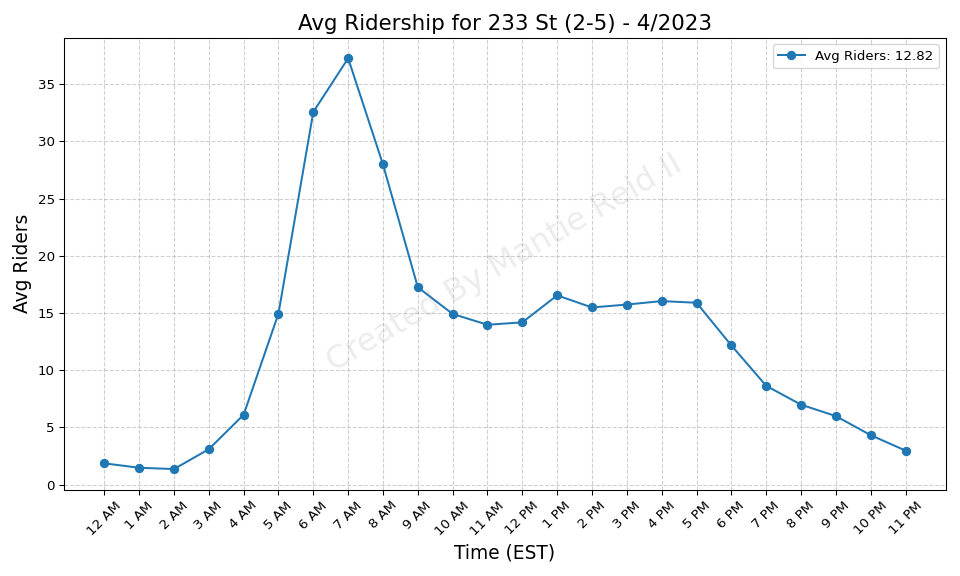 Avg Ridership for 233 St (2-5) - 4/2023
Avg Riders: 12.82
Avg Riders
35
30
25
20
15
10
5
0
Created By Mantie Reid II
12 AM
1 AM
2 AM
3 AM
4 AM
5 AM
6 AM
7 AM
8 AM
9 AM
10 AM
11 AM
12 PM
1 PM
2 PM
3 PM
4 PM
5 PM
6 PM
7 PM
8 PM
9 PM
10 PM
11 PM
Time (EST)